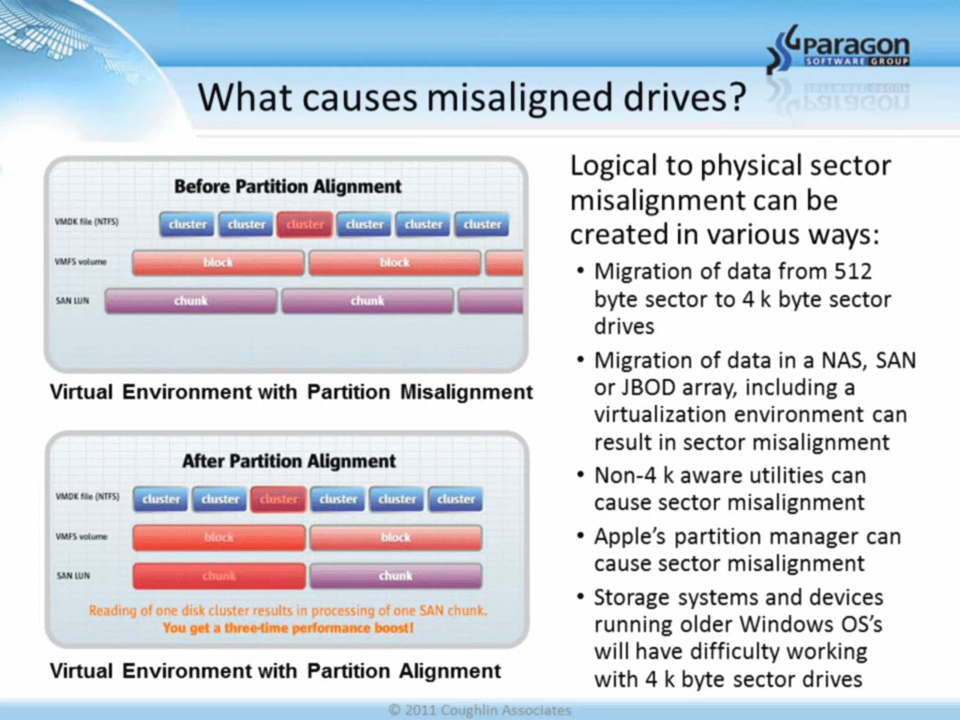 Paragon
SOFTWARE GROUP
What causes misaligned drives?
Before Partition Alignment
VMDK file (NTFS) cluster cluster cluster cluster cluster cluster
VMFS volume block block
SAN LUN chunk chunk
Virtual Environment with Partition Misalignment
After Partition Alignment
VMDK file (NTFS) cluster cluster cluster cluster cluster cluster
VMFS volume block block
SAN LUN chunk chunk
Reading of one disk cluster results in processing of one SAN chunk.
You get a three-time performance boost!
Virtual Environment with Partition Alignment
Logical to physical sector
misalignment can be
created in various ways:
• Migration of data from 512
byte sector to 4 k byte sector
drives
• Migration of data in a NAS, SAN
or JBOD array, including a
virtualization environment can
result in sector misalignment
• Non-4 k aware utilities can
cause sector misalignment
• Apple's partition manager can
cause sector misalignment
• Storage systems and devices
running older Windows OS's
will have difficulty working
with 4 k byte sector drives
© 2011 Coughlin Associates